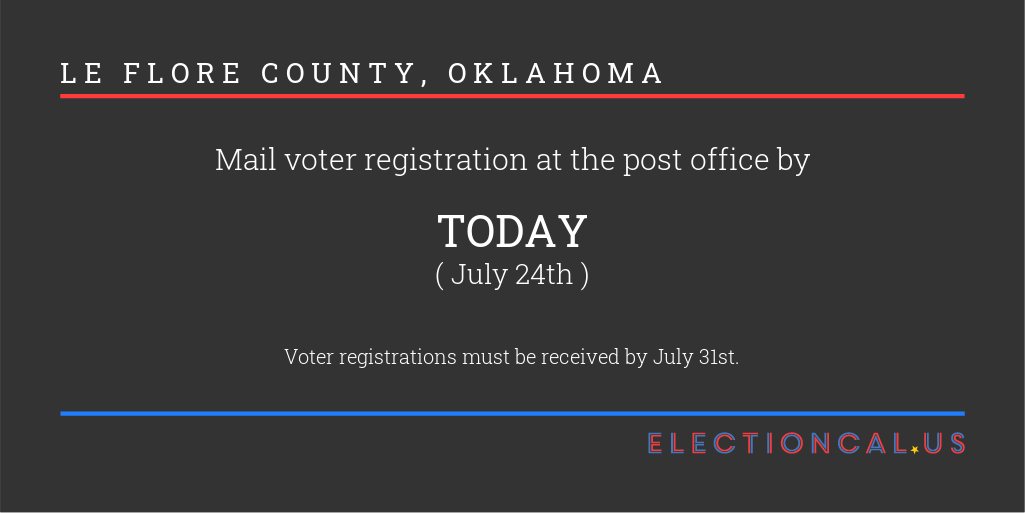 LE FLORE COUNTY, OKLAHOMA
Mail voter registration at the post office by
TODAY
( July 24th )
Voter registrations must be received by July 31st.
ELECTIONCAL★US